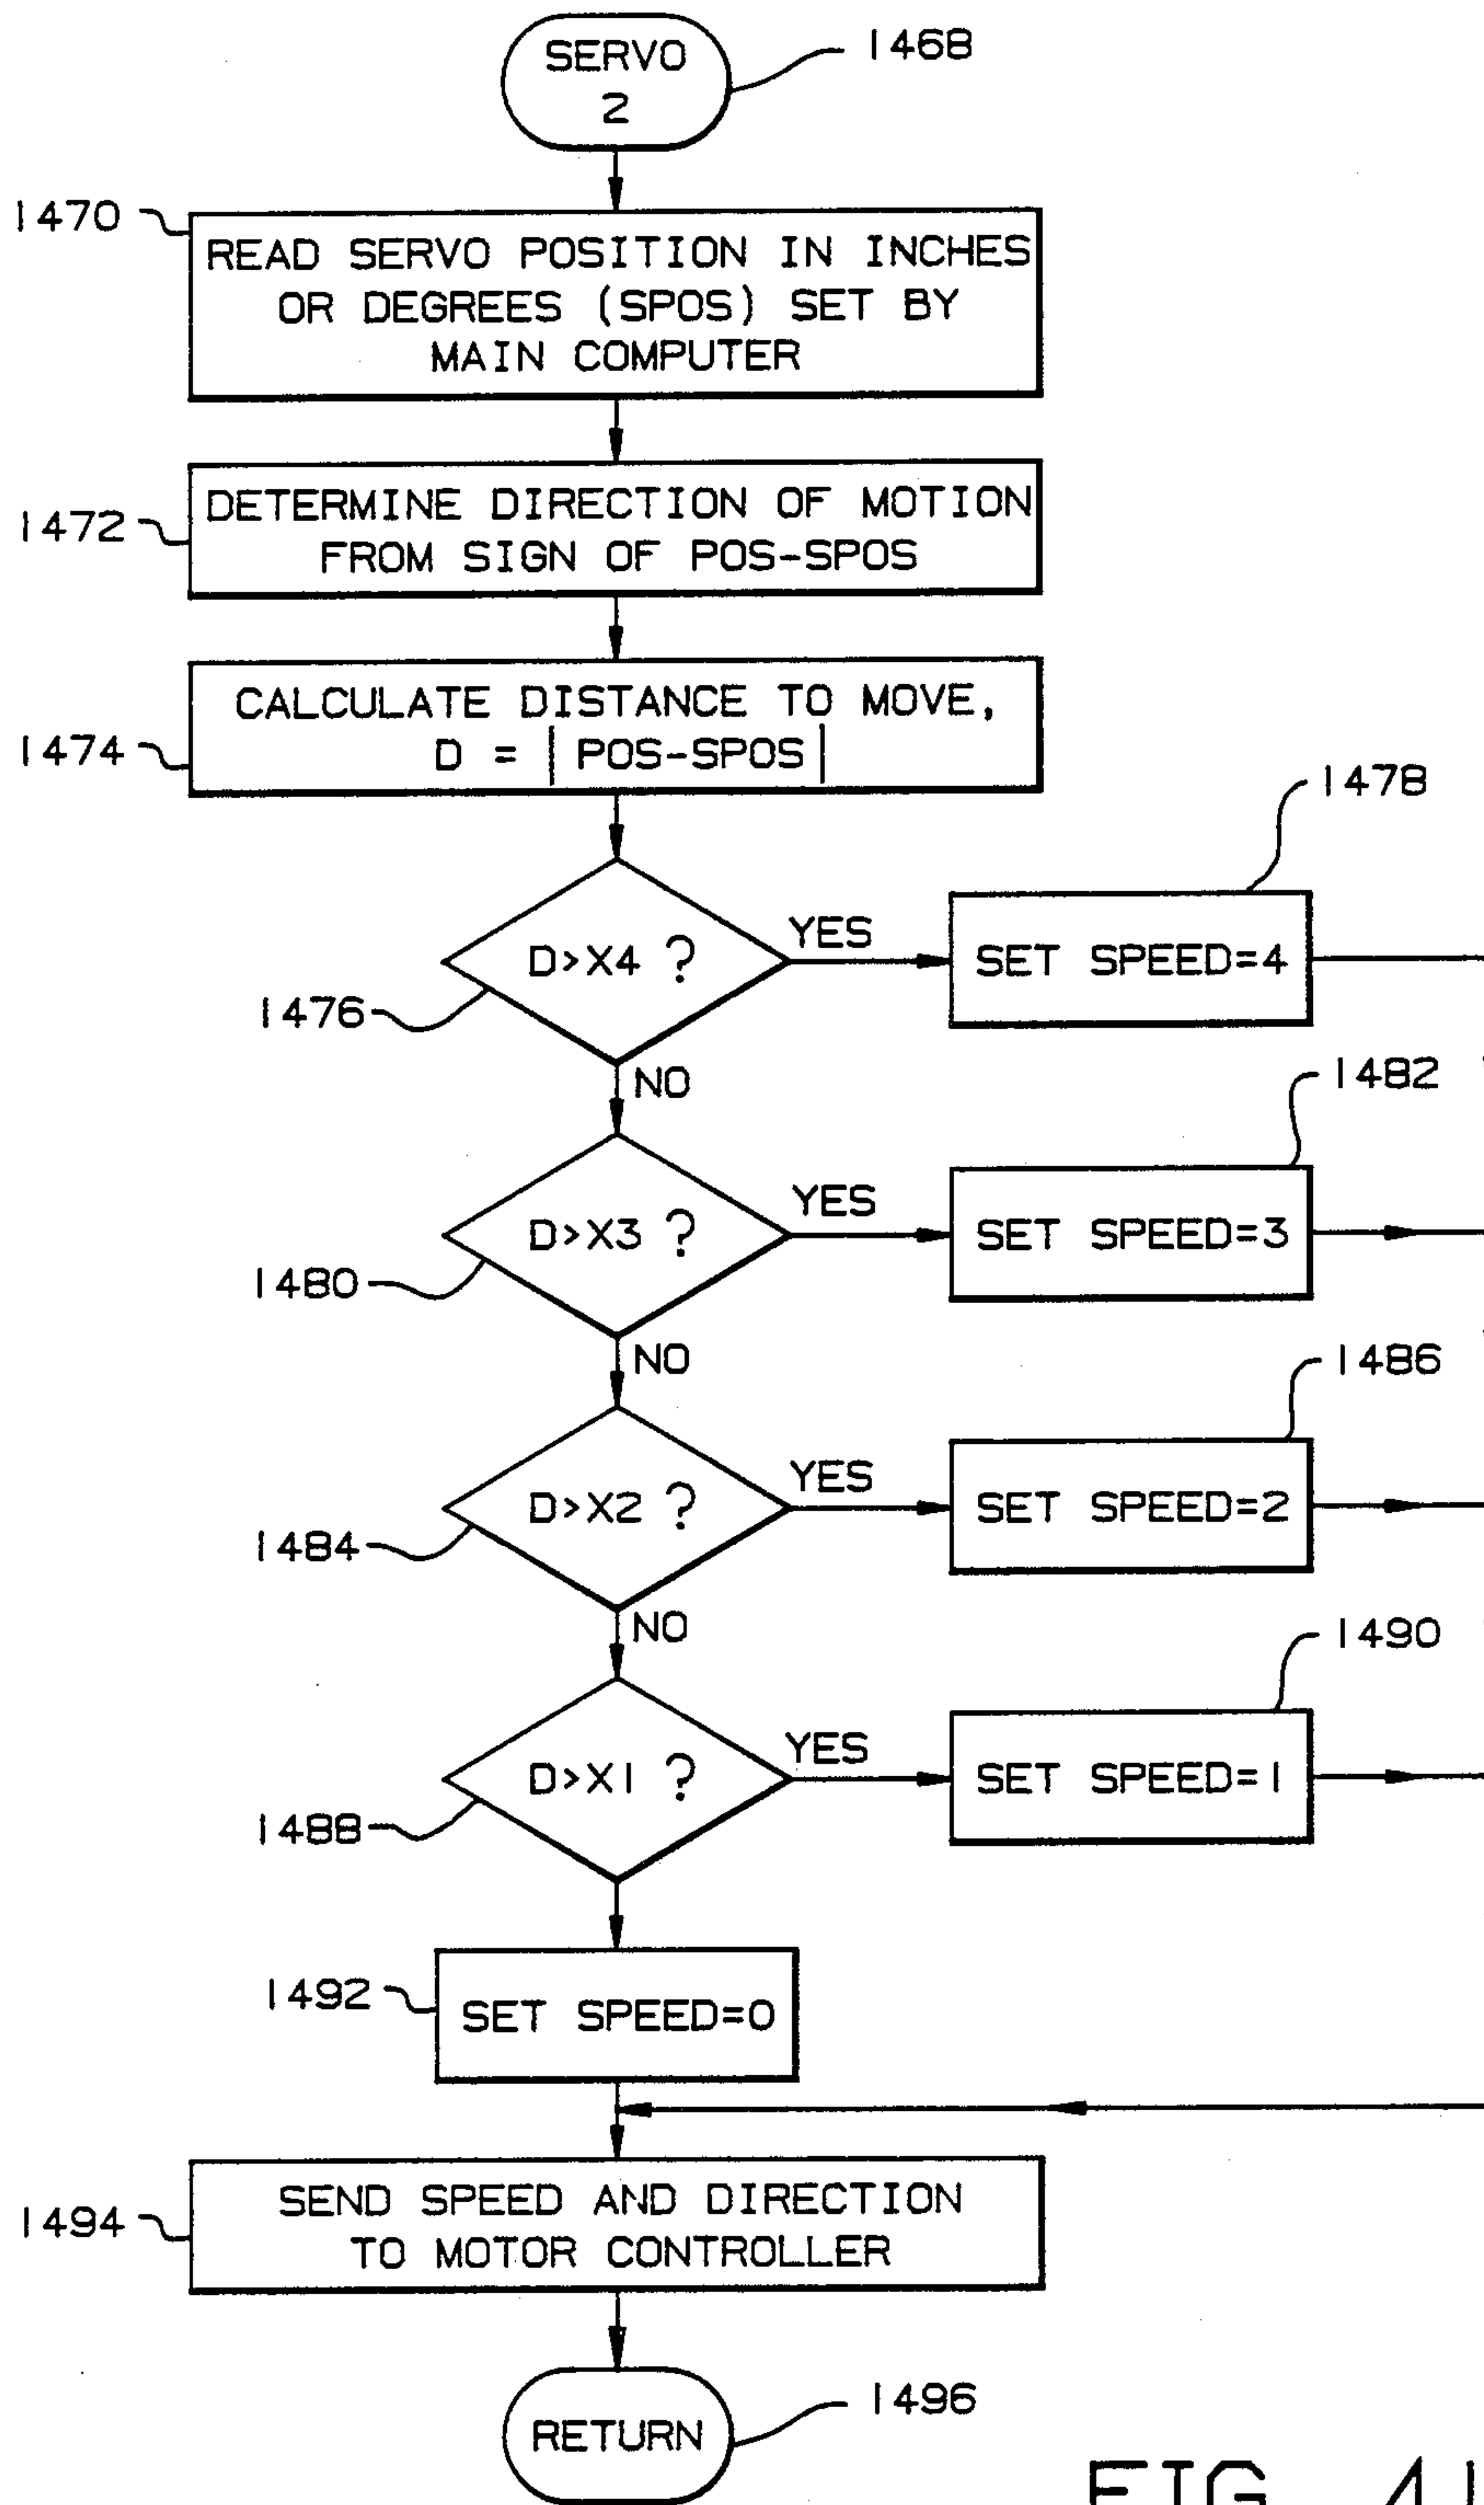 SERVO
2
1468
1470
READ SERVO POSITION IN INCHES
OR DEGREES (SPOS) SET BY
MAIN COMPUTER
1472
DETERMINE DIRECTION OF MOTION
FROM SIGN OF POS-SPOS
1474
CALCULATE DISTANCE TO MOVE,
D = | POS-SPOS |
1476
D>X4 ?
YES
1478
SET SPEED=4
NO
1480
D>X3 ?
YES
1482
SET SPEED=3
NO
1484
D>X2 ?
YES
1486
SET SPEED=2
NO
1488
D>X1 ?
YES
1490
SET SPEED=1
1492
SET SPEED=0
1494
SEND SPEED AND DIRECTION
TO MOTOR CONTROLLER
RETURN
1496
FIG.